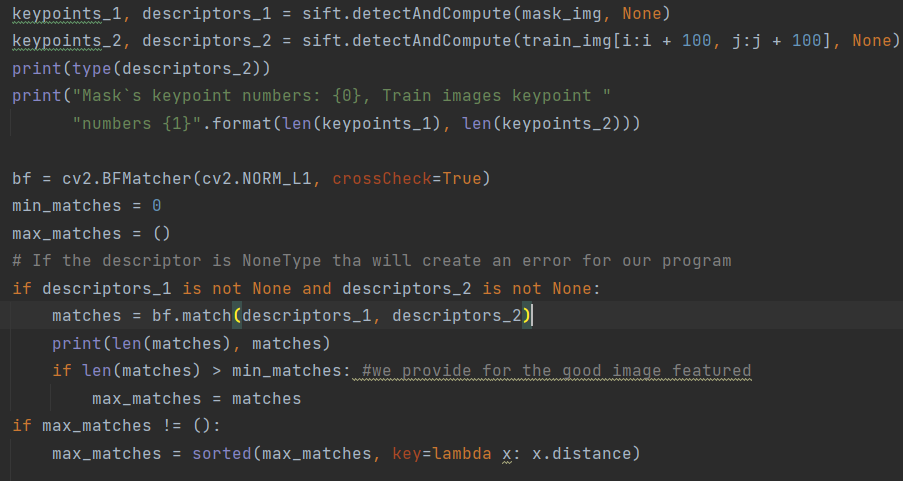 keypoints_1, descriptors_1 = sift.detectAndCompute(mask_img, None)
keypoints_2, descriptors_2 = sift.detectAndCompute(train_img[i:i + 100, j:j + 100], None)
print(type(descriptors_2))
print("Mask`s keypoint numbers: {0}, Train images keypoint "
      "numbers {1}".format(len(keypoints_1), len(keypoints_2)))

bf = cv2.BFMatcher(cv2.NORM_L1, crossCheck=True)
min_matches = 0
max_matches = ()
# If the descriptor is NoneType tha will create an error for our program
if descriptors_1 is not None and descriptors_2 is not None:
    matches = bf.match(descriptors_1, descriptors_2)
    print(len(matches), matches)
    if len(matches) > min_matches: #we provide for the good image featured
        max_matches = matches
if max_matches != ():
    max_matches = sorted(max_matches, key=lambda x: x.distance)